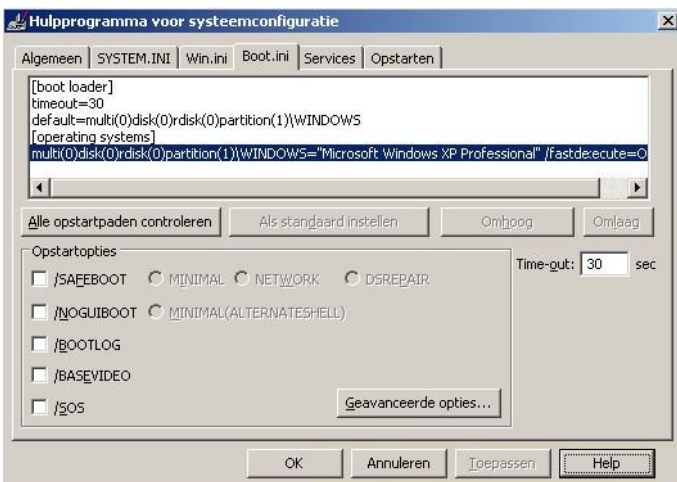 Hulpprogramma voor systeemconfiguratie
Algemeen SYSTEM.INI Win.ini Boot.ini Services Opstarten
[boot loader]
timeout=30
default=multi(0)disk(0)rdisk(0)partition(1)\WINDOWS
[operating systems]
multi(0)disk(0)rdisk(0)partition(1)\WINDOWS="Microsoft Windows XP Professional" /fastde:ecute=O
Alle opstartpaden controleren Als standaard instellen Omhoog Omlaag
Opstartopties
Time-out: 30 sec
/SAFEBOOT MINIMAL NETWORK DSREPAIR
/NOGUIBOOT MINIMAL(ALTERNATESHELL)
/BOOTLOG
/BASEVIDEO
/SOS
Geavanceerde opties...
OK Annuleren Toepassen Help